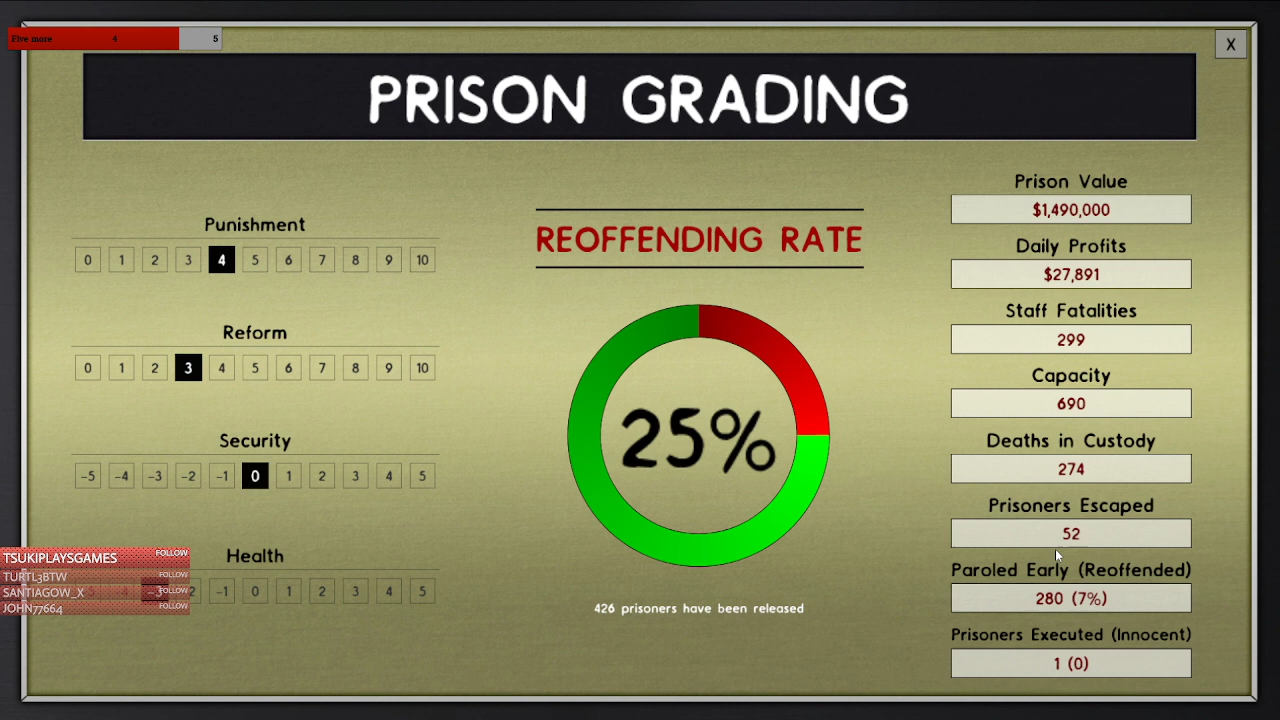 Five more 4 5
X
PRISON GRADING
Punishment
0 1 2 3 4 5 6 7 8 9 10
Reform
0 1 2 3 4 5 6 7 8 9 10
Security
-5 -4 -3 -2 -1 0 1 2 3 4 5
Health
-3 2 -1 0 1 2 3 4 5
TSUKIPLAYSGAMES FOLLOW
TURTL3BTW FOLLOW
SANTIAGOW_X FOLLOW
JOHN77664 FOLLOW
REOFFENDING RATE
25%
426 prisoners have been released
Prison Value
$1,490,000
Daily Profits
$27,891
Staff Fatalities
299
Capacity
690
Deaths in Custody
274
Prisoners Escaped
52
Paroled Early (Reoffended)
280 (7%)
Prisoners Executed (Innocent)
1 (0)